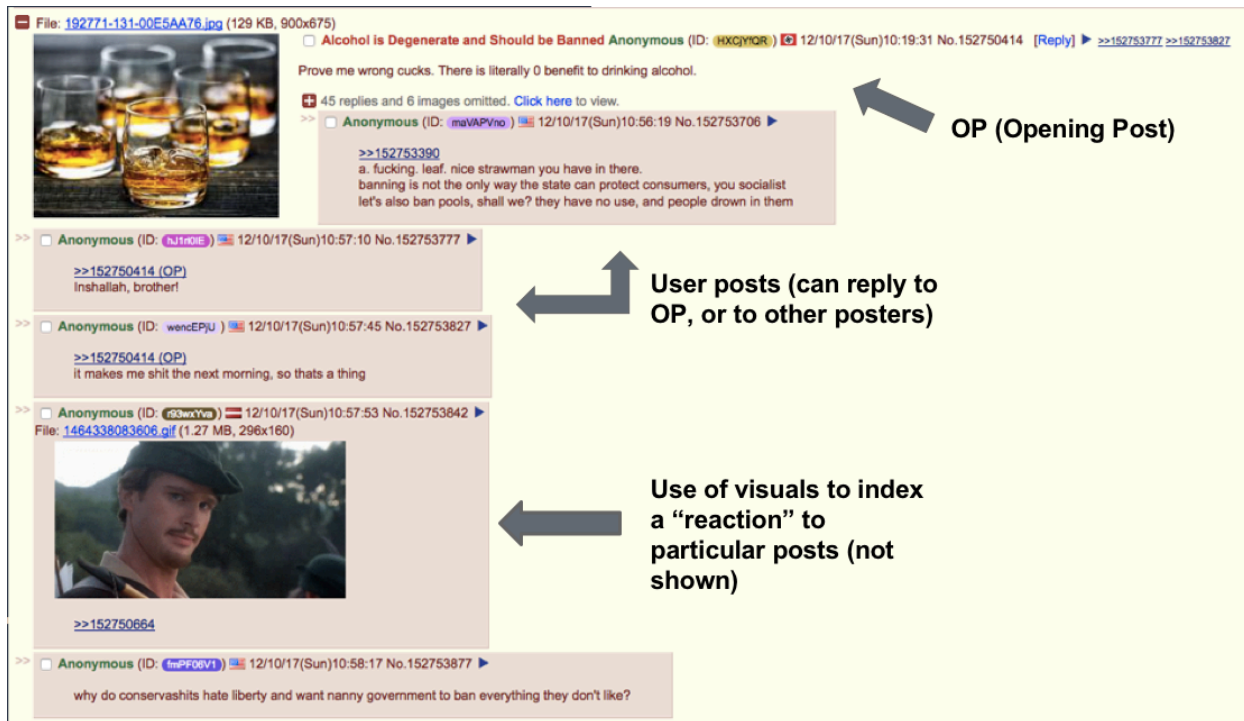 File: 192771-131-00E5AA76.jpg (129 KB, 900x675)
Alcohol is Degenerate and Should be Banned Anonymous (ID: HXCjYfQR) 12/10/17(Sun)10:19:31 No.152750414 [Reply] ▶ >>152753777 >>152753827
Prove me wrong cucks. There is literally 0 benefit to drinking alcohol.
45 replies and 6 images omitted. Click here to view.
OP (Opening Post)
>> Anonymous (ID: maVAPVno) 12/10/17(Sun)10:56:19 No.152753706 ▶
>>152753390
a. fucking. leaf. nice strawman you have in there.
banning is not the only way the state can protect consumers, you socialist
let's also ban pools, shall we? they have no use, and people drown in them
>> Anonymous (ID: hJ1rl0IE) 12/10/17(Sun)10:57:10 No.152753777 ▶
>>152750414 (OP)
Inshallah, brother!
User posts (can reply to
OP, or to other posters)
>> Anonymous (ID: wencEPjU) 12/10/17(Sun)10:57:45 No.152753827 ▶
>>152750414 (OP)
it makes me shit the next morning, so thats a thing
>> Anonymous (ID: r93wxYva) 12/10/17(Sun)10:57:53 No.152753842 ▶
File: 1464338083606.gif (1.27 MB, 296x160)
Use of visuals to index
a “reaction” to
particular posts (not
shown)
>>152750664
>> Anonymous (ID: fmPF06V1) 12/10/17(Sun)10:58:17 No.152753877 ▶
why do conservashits hate liberty and want nanny government to ban everything they don't like?